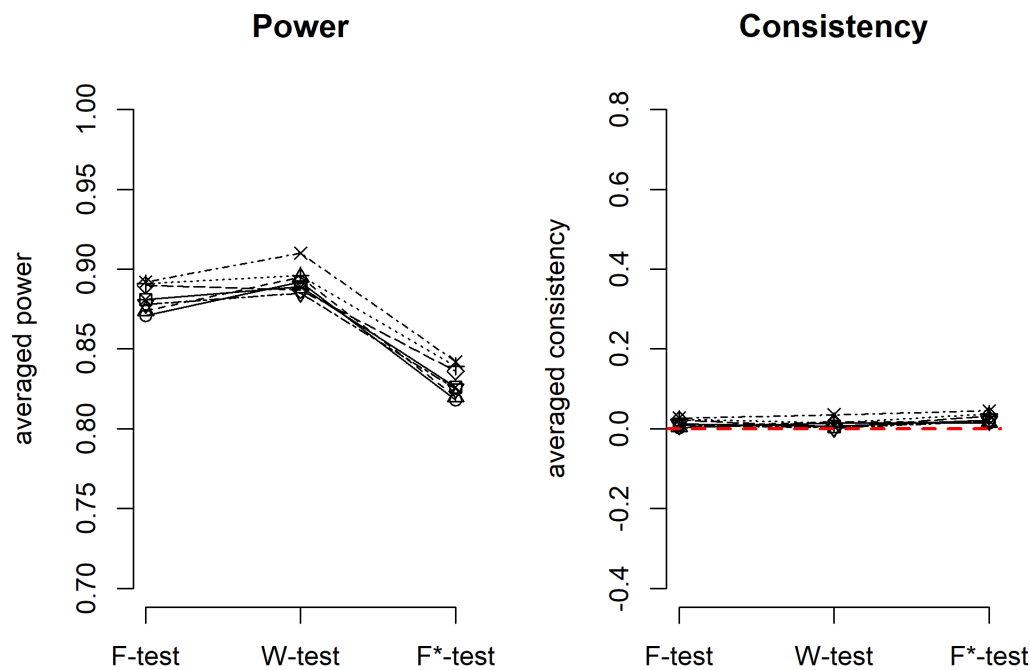 Power
averaged power
1.00
0.95
0.90
0.85
0.80
0.75
0.70
F-test W-test F*-test
Consistency
averaged consistency
0.8
0.6
0.4
0.2
0.0
-0.2
-0.4
F-test W-test F*-test